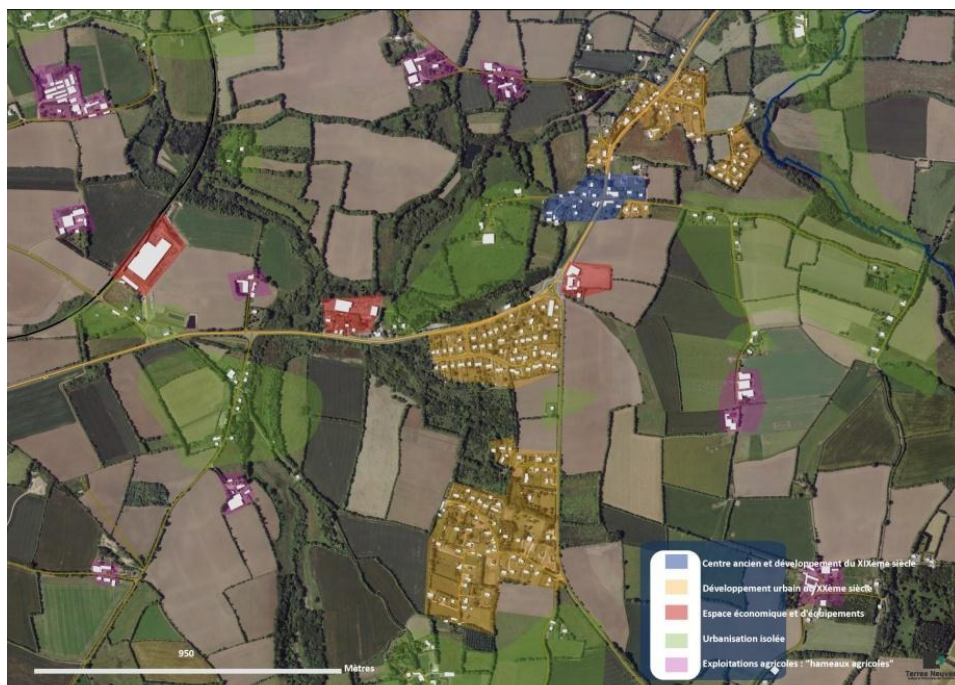 Centre ancien et développement du XIXème siècle
Développement urbain du XXème siècle
Espace économique et d'équipements
Urbanisation isolée
Exploitations agricoles : "hameaux agricoles"
950
Mètres
Terres Neuves